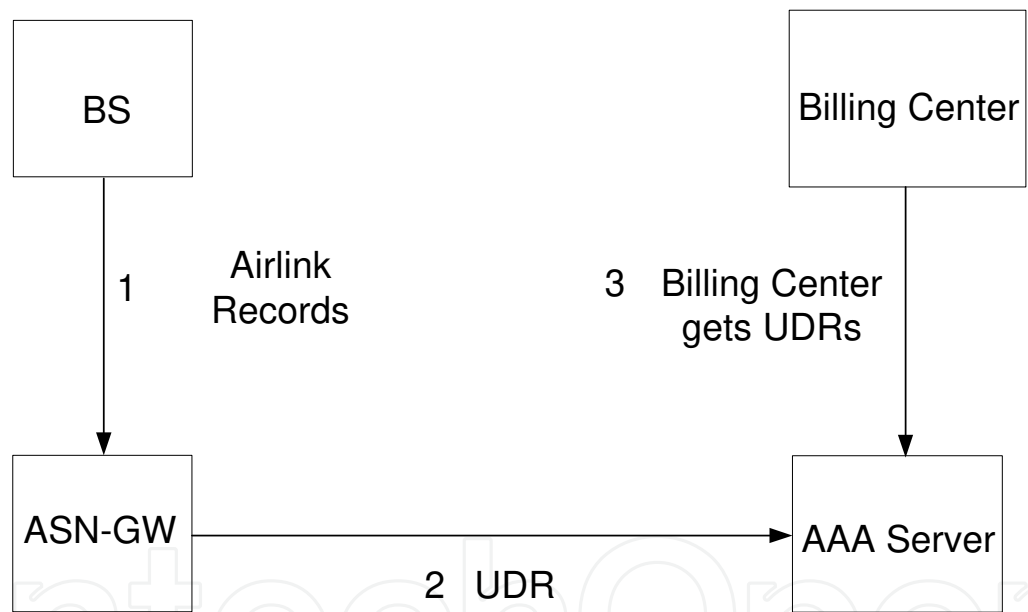 BS
Billing Center
1
Airlink
Records
3 Billing Center
gets UDRs
ASN-GW
AAA Server
2 UDR